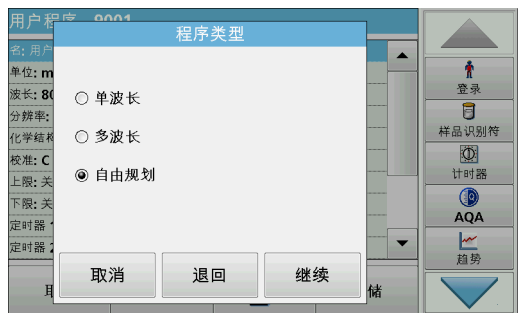 用户程序 9001
程序类型
名: 用户
单位: m
波长: 80
分辨率:
化学结构
校准: C
上限: 关
下限: 关
定时器
定时器 2
单波长
多波长
自由规划
取消
退回
继续
储
登录
样品识别符
计时器
AQA
趋势